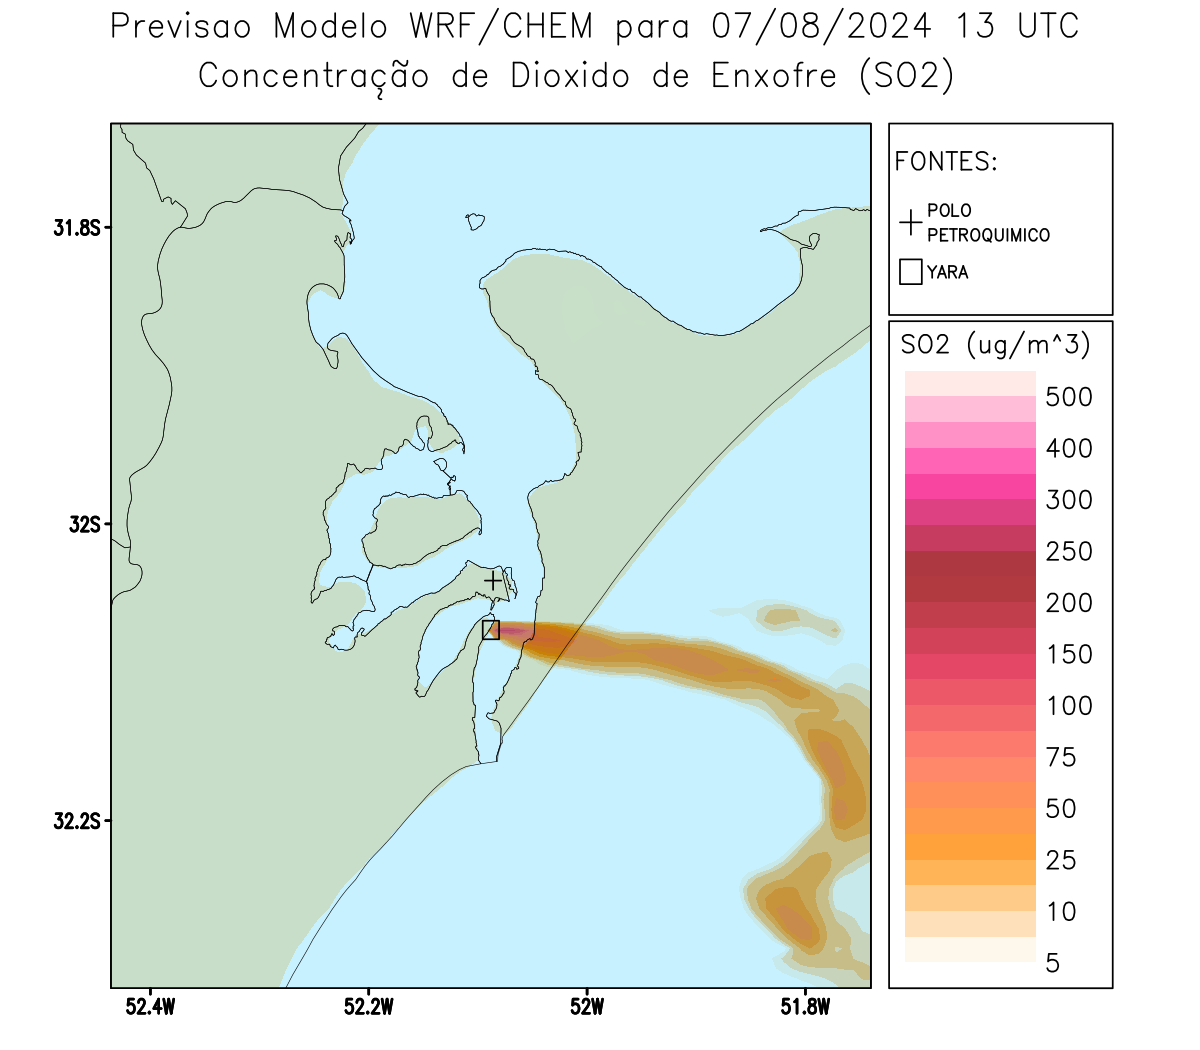 Previsao Modelo WRF/CHEM para 07/08/2024 13 UTC
Concentração de Dioxido de Enxofre (SO2)
FONTES:
POLO
PETROQUIMICO
YARA
SO2 (ug/m^3)
500
400
300
250
200
150
100
75
50
25
10
5
31.8S
32S
32.2S
52.4W
52.2W
52W
51.8W